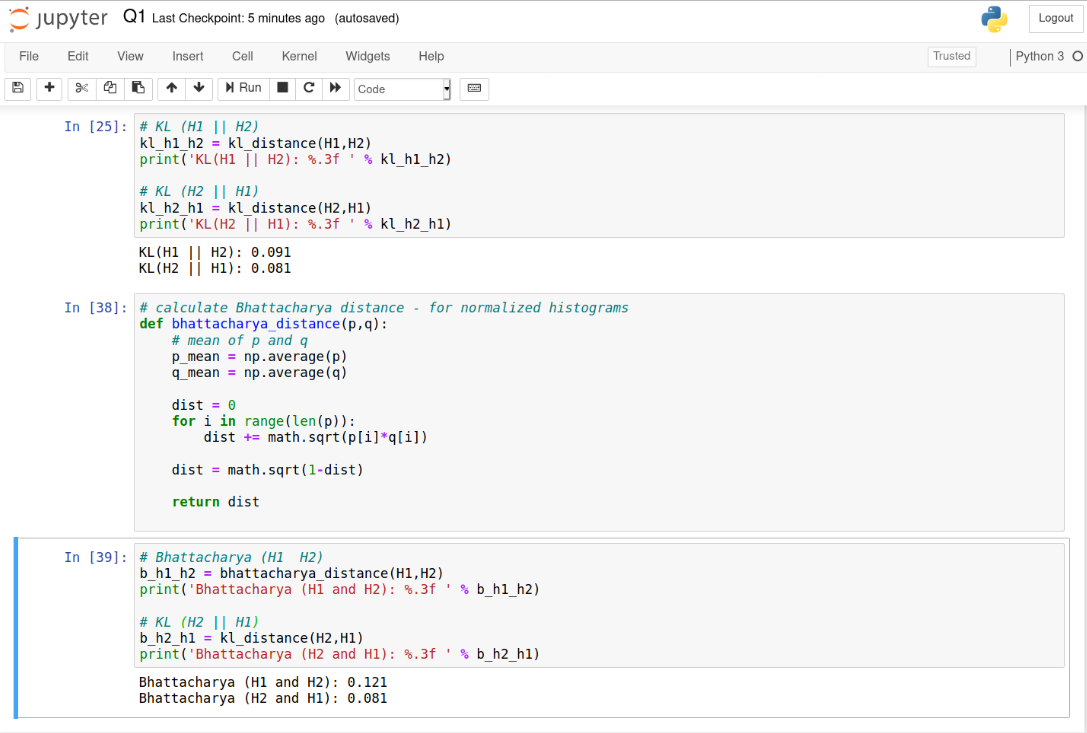 jupyter Q1 Last Checkpoint: 5 minutes ago (autosaved) Logout
File Edit View Insert Cell Kernel Widgets Help Trusted Python 3
Run Code
In [25]: # KL (H1 || H2)
kl_h1_h2 = kl_distance(H1,H2)
print('KL(H1 || H2): %.3f ' % kl_h1_h2)
# KL (H2 || H1)
kl_h2_h1 = kl_distance(H2,H1)
print('KL(H2 || H1): %.3f ' % kl_h2_h1)
KL(H1 || H2): 0.091
KL(H2 || H1): 0.081
In [38]: # calculate Bhattacharya distance - for normalized histograms
def bhattacharya_distance(p,q):
    # mean of p and q
    p_mean = np.average(p)
    q_mean = np.average(q)
    dist = 0
    for i in range(len(p)):
        dist += math.sqrt(p[i]*q[i])
    dist = math.sqrt(1-dist)
    return dist
In [39]: # Bhattacharya (H1  H2)
b_h1_h2 = bhattacharya_distance(H1,H2)
print('Bhattacharya (H1 and H2): %.3f ' % b_h1_h2)
# KL (H2 || H1)
b_h2_h1 = kl_distance(H2,H1)
print('Bhattacharya (H2 and H1): %.3f ' % b_h2_h1)
Bhattacharya (H1 and H2): 0.121
Bhattacharya (H2 and H1): 0.081